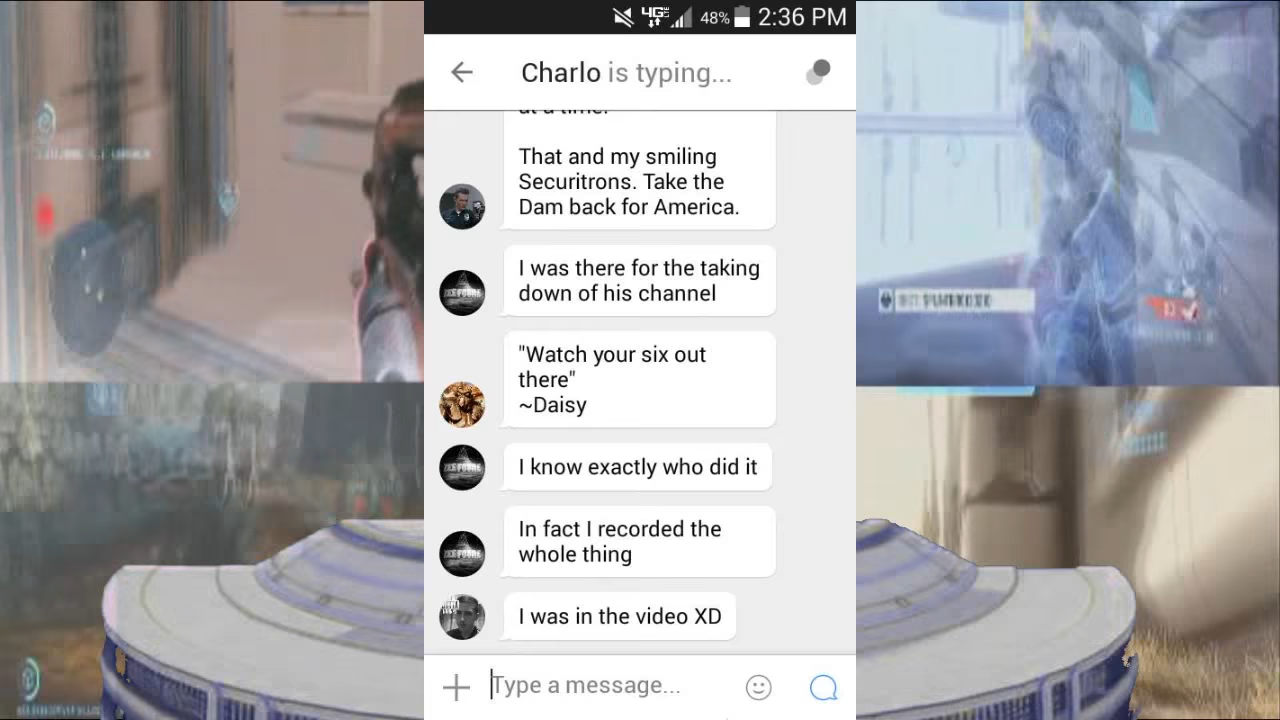 48%
2:36 PM
Charlo is typing...
at a time.
That and my smiling
Securitrons. Take the
Dam back for America.
I was there for the taking
down of his channel
"Watch your six out
there"
~Daisy
I know exactly who did it
In fact I recorded the
whole thing
I was in the video XD
Type a message...